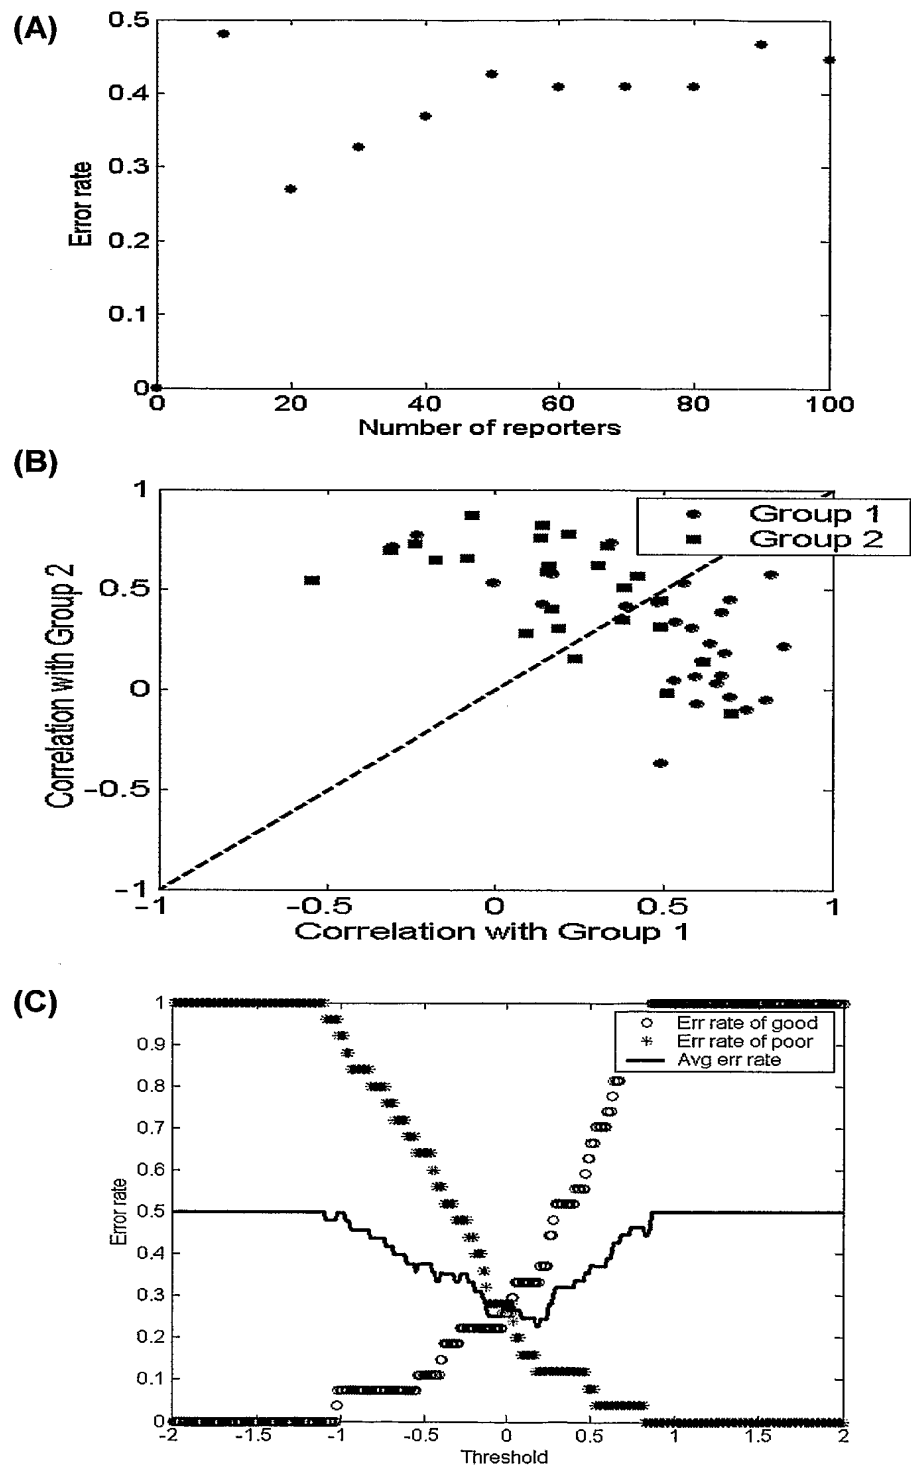 (A)
0.5
0.4
0.3
0.2
0.1
0
Error rate
0 20 40 60 80 100
Number of reporters
(B)
1
0.5
0
-0.5
-1
Correlation with Group 2
Group 1
Group 2
-1 -0.5 0 0.5 1
Correlation with Group 1
(C)
1
0.9
0.8
0.7
0.6
0.5
0.4
0.3
0.2
0.1
0
Error rate
Err rate of good
Err rate of poor
Avg err rate
-2 -1.5 -1 -0.5 0 0.5 1 1.5 2
Threshold